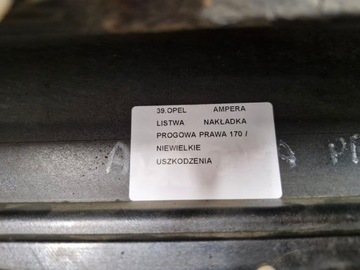 39.OPEL AMPERA
LISTWA NAKŁADKA
PROGOWA PRAWA 170 /
NIEWIELKIE
USZKODZENIA
A
P